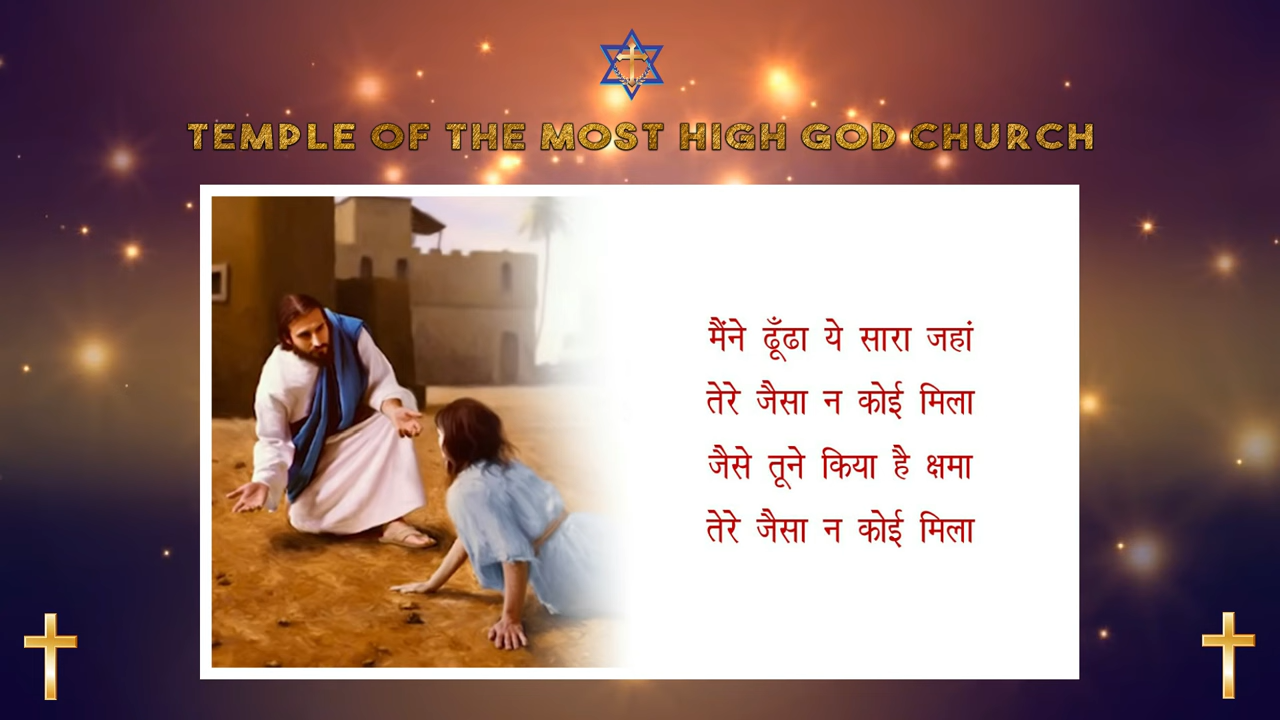 TEMPLE OF THE MOST HIGH GOD CHURCH
मैंने ढूँढा ये सारा जहां
तेरे जैसा न कोई मिला
जैसे तूने किया है क्षमा
तेरे जैसा न कोई मिला